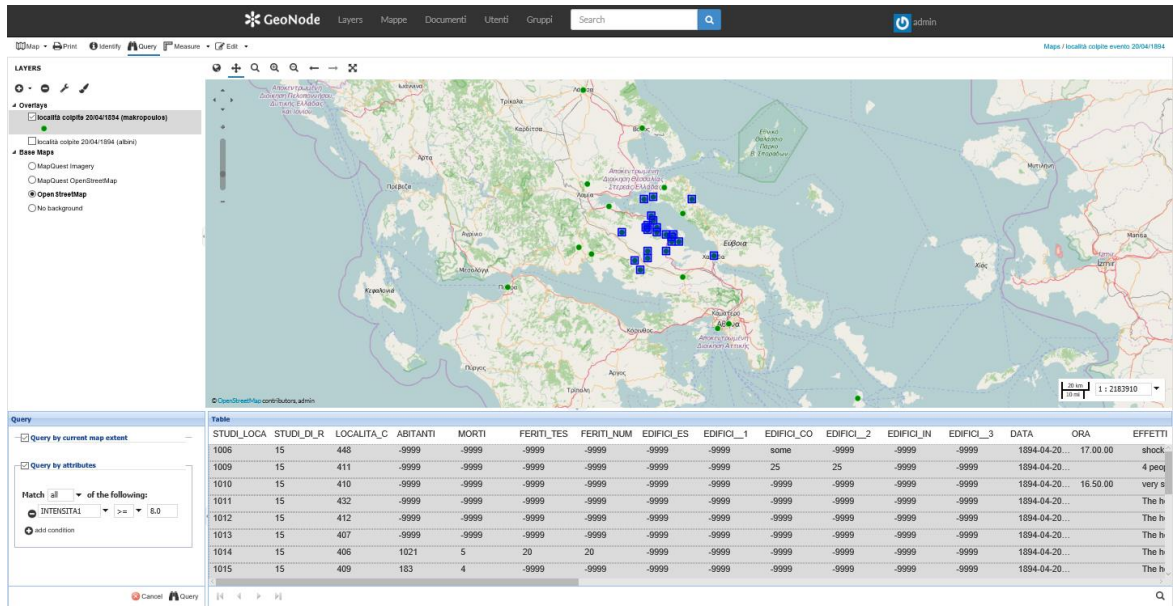 GeoNode Layers Mappe Documenti Utenti Gruppi Search admin
Map Print Identify Query Measure Edit Maps / località colpite evento 20/04/1894
LAYERS
Overlays
località colpite 20/04/1894 (makropoulos)
località colpite 20/04/1894 (albini)
Base Maps
MapQuest Imagery
MapQuest OpenStreetMap
OpenStreetMap
No background
Τρίκαλα
Καρδίτσα
Άρτα
Πρέβεζα
Λαμία
Αγρίνιο
Μεσολόγγι
Κεφαλονιά
Εύβοια
Μυτιλήνη
Manisa
Χίος
İzmir
Κόρινθος
Αθήνα
Πύργος
Άργος
Τρίπολη
20 km
10 mi
1 : 2183910
© OpenStreetMap contributors, admin
Query
Query by current map extent
Query by attributes
Match all of the following:
INTENSITA1 >= 8.0
add condition
Cancel Query
Table
STUDI_LOCA STUDI_DI_R LOCALITA_C ABITANTI MORTI FERITI_TES FERITI_NUM EDIFICI_ES EDIFICI__1 EDIFICI_CO EDIFICI__2 EDIFICI_IN EDIFICI__3 DATA ORA EFFETTI
1006 15 448 -9999 -9999 -9999 -9999 -9999 -9999 some -9999 -9999 -9999 1894-04-20... 17.00.00 shock
1009 15 411 -9999 -9999 -9999 -9999 -9999 -9999 25 25 -9999 -9999 1894-04-20... 4 peop
1010 15 410 -9999 -9999 -9999 -9999 -9999 -9999 -9999 -9999 -9999 -9999 1894-04-20... 16.50.00 very s
1011 15 432 -9999 -9999 -9999 -9999 -9999 -9999 -9999 -9999 -9999 -9999 1894-04-20... The h
1012 15 412 -9999 -9999 -9999 -9999 -9999 -9999 -9999 -9999 -9999 -9999 1894-04-20... The h
1013 15 407 -9999 -9999 -9999 -9999 -9999 -9999 -9999 -9999 -9999 -9999 1894-04-20... The h
1014 15 406 1021 5 20 20 -9999 -9999 -9999 -9999 -9999 -9999 1894-04-20... The h
1015 15 409 183 4 -9999 -9999 -9999 -9999 -9999 -9999 -9999 -9999 1894-04-20... The h